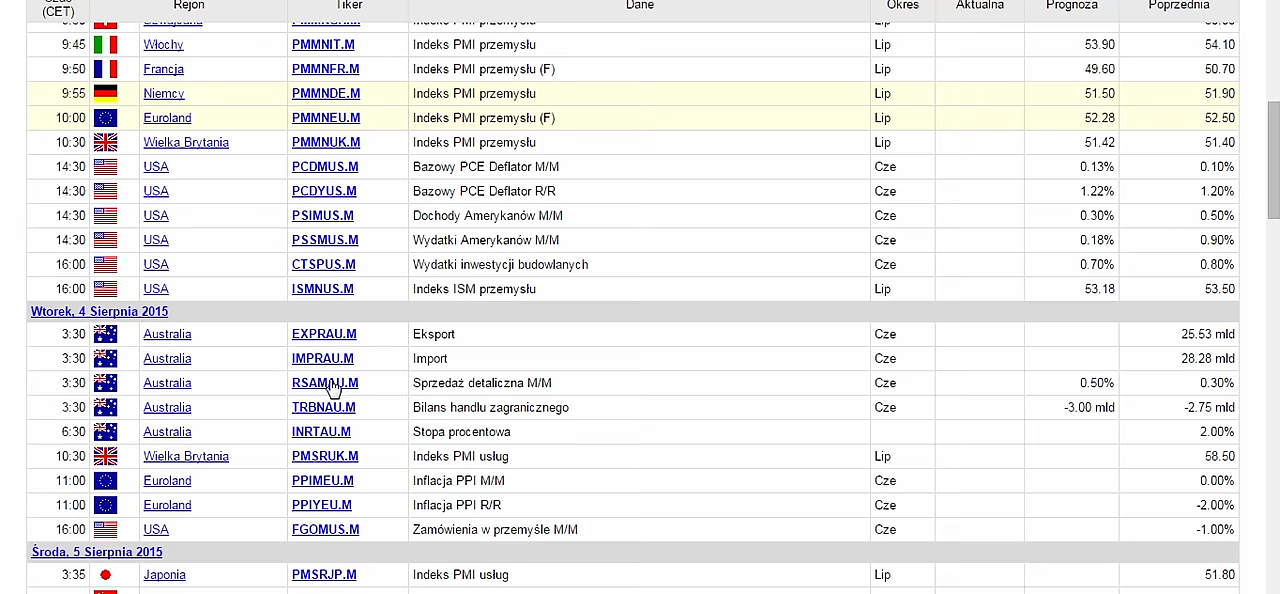 (CET) Rejon Tiker Dane Okres Aktualna Prognoza Poprzednia
9:45 Włochy PMMNIT.M Indeks PMI przemysłu Lip 53.90 54.10
9:50 Francja PMMNFR.M Indeks PMI przemysłu (F) Lip 49.60 50.70
9:55 Niemcy PMMNDE.M Indeks PMI przemysłu Lip 51.50 51.90
10:00 Euroland PMMNEU.M Indeks PMI przemysłu (F) Lip 52.28 52.50
10:30 Wielka Brytania PMMNUK.M Indeks PMI przemysłu Lip 51.42 51.40
14:30 USA PCDMUS.M Bazowy PCE Deflator M/M Cze 0.13% 0.10%
14:30 USA PCDYUS.M Bazowy PCE Deflator R/R Cze 1.22% 1.20%
14:30 USA PSIMUS.M Dochody Amerykanów M/M Cze 0.30% 0.50%
14:30 USA PSSMUS.M Wydatki Amerykanów M/M Cze 0.18% 0.90%
16:00 USA CTSPUS.M Wydatki inwestycji budowlanych Cze 0.70% 0.80%
16:00 USA ISMNUS.M Indeks ISM przemysłu Lip 53.18 53.50
Wtorek, 4 Sierpnia 2015
3:30 Australia EXPRAU.M Eksport Cze 25.53 mld
3:30 Australia IMPRAU.M Import Cze 28.28 mld
3:30 Australia Sprzedaż detaliczna M/M Cze 0.50% 0.30%
3:30 Australia TRBNAU.M Bilans handlu zagranicznego Cze -3.00 mld -2.75 mld
6:30 Australia INRTAU.M Stopa procentowa 2.00%
10:30 Wielka Brytania PMSRUK.M Indeks PMI usług Lip 58.50
11:00 Euroland PPIMEU.M Inflacja PPI M/M Cze 0.00%
11:00 Euroland PPIYEU.M Inflacja PPI R/R Cze -2.00%
16:00 USA FGOMUS.M Zamówienia w przemyśle M/M Cze -1.00%
Środa, 5 Sierpnia 2015
3:35 Japonia PMSRJP.M Indeks PMI usług Lip 51.80